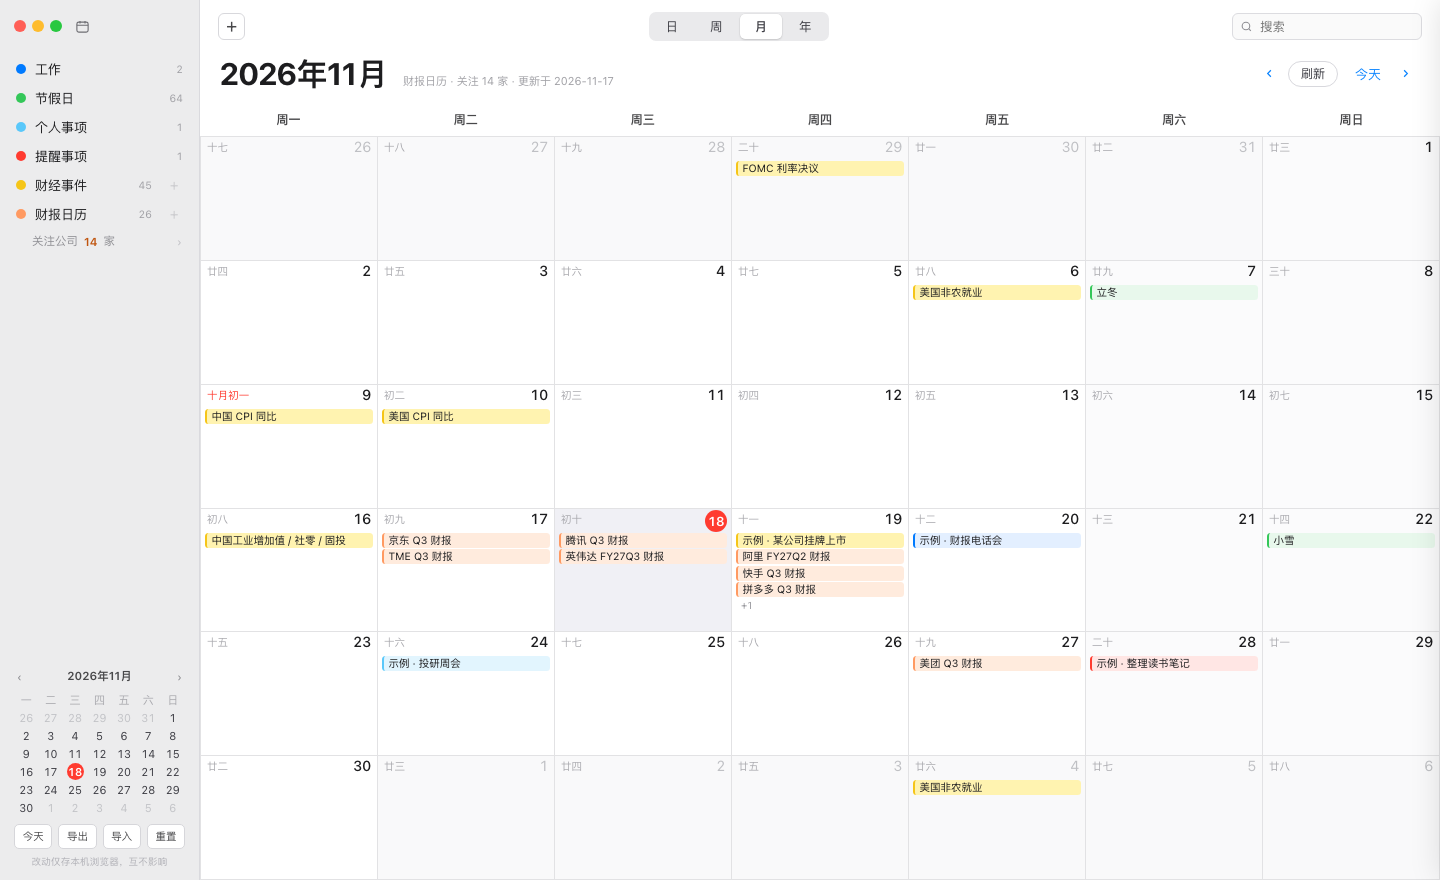 日 周 月 年
搜索
工作 2
节假日 64
个人事项 1
提醒事项 1
财经事件 45 +
财报日历 26 +
关注公司 14 家 ›
2026年11月
财报日历 · 关注 14 家 · 更新于 2026-11-17
‹ 刷新 今天 ›
周一 周二 周三 周四 周五 周六 周日
十七 26 十八 27 十九 28 二十 29 廿一 30 廿二 31 廿三 1
FOMC 利率决议
廿四 2 廿五 3 廿六 4 廿七 5 廿八 6 廿九 7 三十 8
美国非农就业 立冬
十月初一 9 初二 10 初三 11 初四 12 初五 13 初六 14 初七 15
中国 CPI 同比 美国 CPI 同比
初八 16 初九 17 初十 18 十一 19 十二 20 十三 21 十四 22
中国工业增加值 / 社零 / 固投 京东 Q3 财报 腾讯 Q3 财报 示例 · 某公司挂牌上市 示例 · 财报电话会 小雪
TME Q3 财报 英伟达 FY27Q3 财报 阿里 FY27Q2 财报
快手 Q3 财报
拼多多 Q3 财报
+1
十五 23 十六 24 十七 25 十八 26 十九 27 二十 28 廿一 29
示例 · 投研周会 美团 Q3 财报 示例 · 整理读书笔记
廿二 30 廿三 1 廿四 2 廿五 3 廿六 4 廿七 5 廿八 6
美国非农就业
‹ 2026年11月 ›
一 二 三 四 五 六 日
26 27 28 29 30 31 1
2 3 4 5 6 7 8
9 10 11 12 13 14 15
16 17 18 19 20 21 22
23 24 25 26 27 28 29
30 1 2 3 4 5 6
今天 导出 导入 重置
改动仅存本机浏览器，互不影响